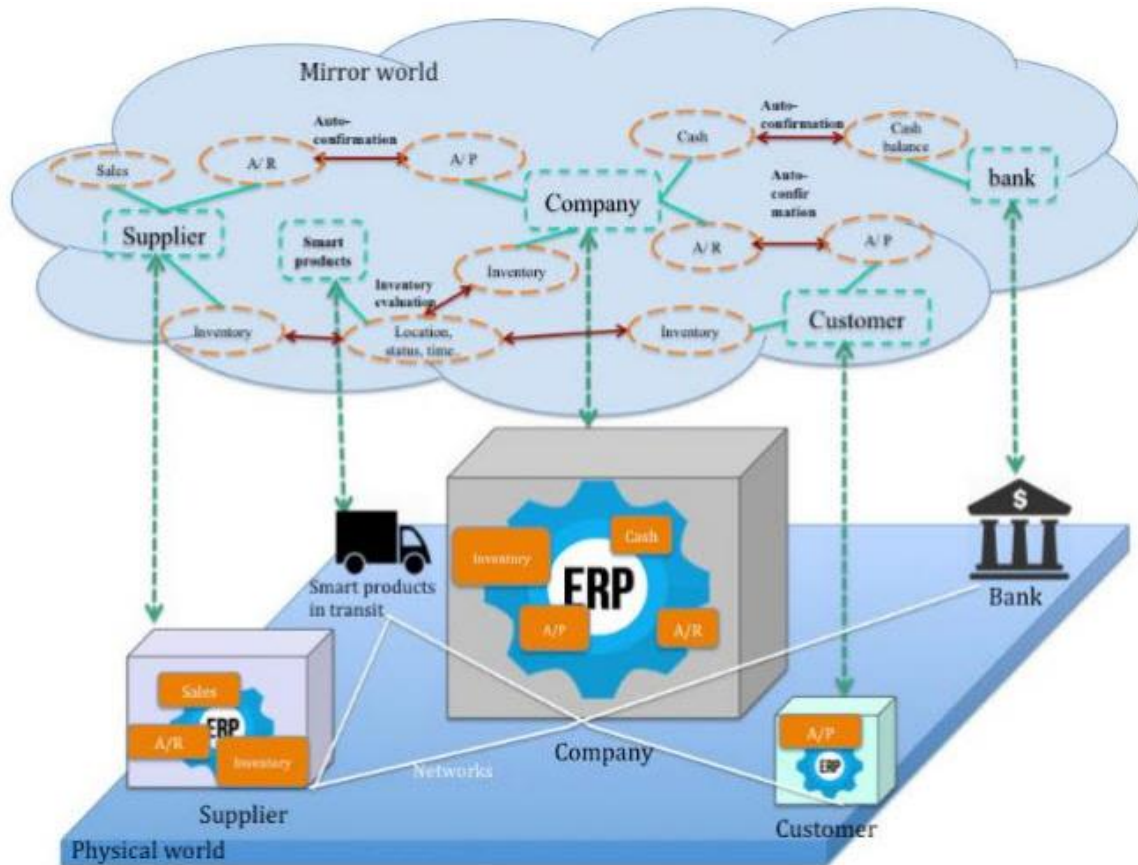 Mirror world
Auto-
confirmation
Auto-
confirmation
Sales
A/ R
A/ P
Cash
Cash
balance
bank
Company
Auto-
confir
mation
Supplier
Smart
products
A/ R
A/ P
Inventory
Inventory
evaluation
Inventory
Location,
status, time.
Inventory
Customer
$
Cash
Inventory
ERP
A/P
A/R
Smart products
in transit
Bank
Sales
ERP
A/R
Inventory
A/P
ERP
Company
Networks
Supplier
Customer
Physical world